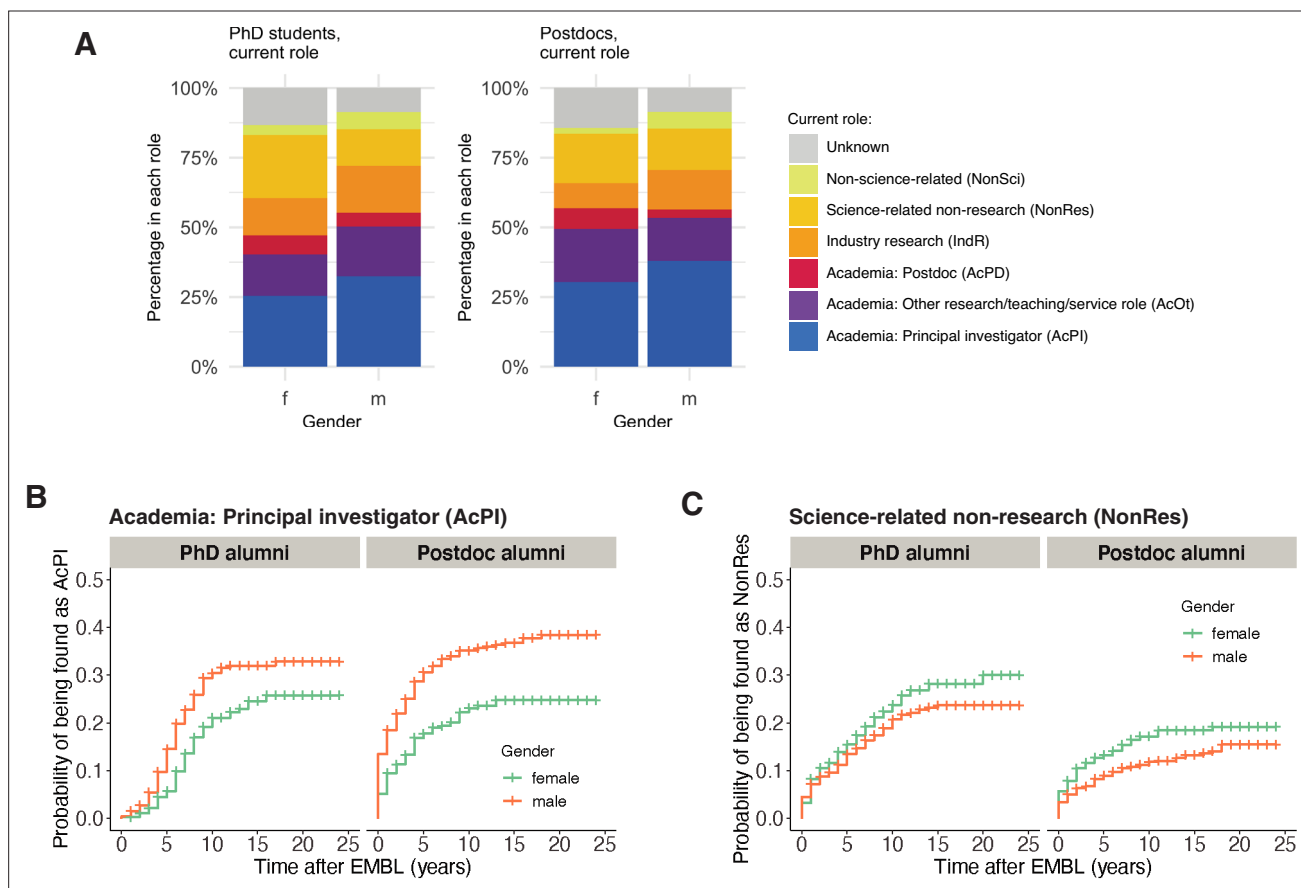 A
PhD students,
current role
Percentage in each role
100%
75%
50%
25%
0%
f
m
Gender
Postdocs,
current role
Percentage in each role
100%
75%
50%
25%
0%
f
m
Gender
Current role:
Unknown
Non-science-related (NonSci)
Science-related non-research (NonRes)
Industry research (IndR)
Academia: Postdoc (AcPD)
Academia: Other research/teaching/service role (AcOt)
Academia: Principal investigator (AcPI)
B
Academia: Principal investigator (AcPI)
PhD alumni
Postdoc alumni
Probability of being found as AcPI
0.5
0.4
0.3
0.2
0.1
0.0
Gender
female
male
0 5 10 15 20 25
0 5 10 15 20 25
Time after EMBL (years)
C
Science-related non-research (NonRes)
PhD alumni
Postdoc alumni
Probability of being found as NonRes
0.5
0.4
0.3
0.2
0.1
0.0
Gender
female
male
0 5 10 15 20 25
0 5 10 15 20 25
Time after EMBL (years)